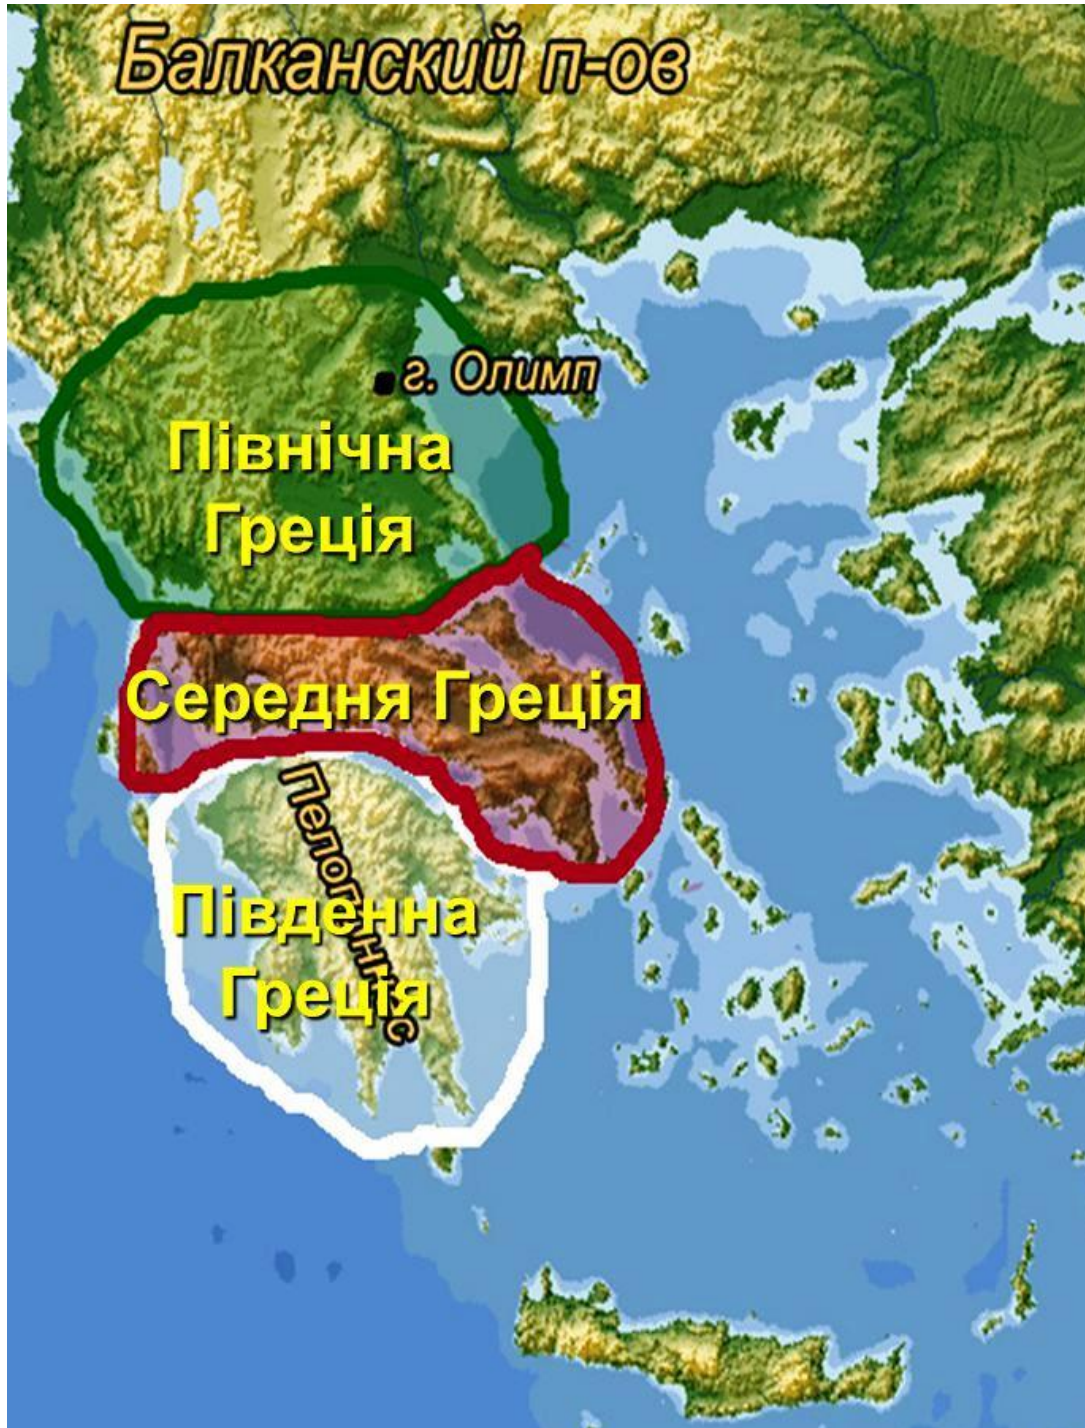 Балканский п-ов
г. Олимп
Північна
Греція
Середня Греція
Пелопоннес
Південна
Греція